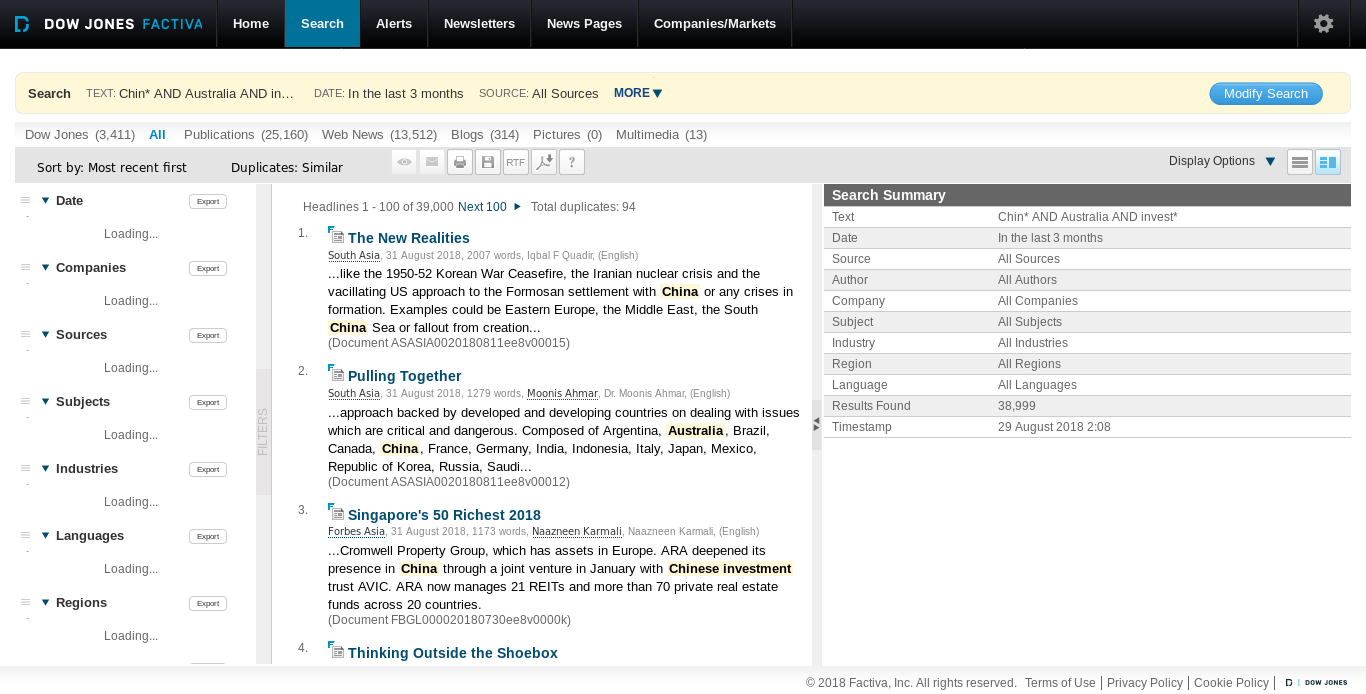 DOW JONES FACTIVA Home Search Alerts Newsletters News Pages Companies/Markets
Search TEXT: Chin* AND Australia AND in… DATE: In the last 3 months SOURCE: All Sources MORE Modify Search
Dow Jones (3,411) All Publications (25,160) Web News (13,512) Blogs (314) Pictures (0) Multimedia (13)
Sort by: Most recent first Duplicates: Similar RTF ? Display Options
Date Export
-
Loading...
Companies Export
-
Loading...
Sources Export
-
Loading...
Subjects Export
-
Loading...
Industries Export
-
Loading...
Languages Export
-
Loading...
Regions Export
-
Loading...
FILTERS
Headlines 1 - 100 of 39,000 Next 100 Total duplicates: 94
1. The New Realities
South Asia, 31 August 2018, 2007 words, Iqbal F Quadir, (English)
...like the 1950-52 Korean War Ceasefire, the Iranian nuclear crisis and the
vacillating US approach to the Formosan settlement with China or any crises in
formation. Examples could be Eastern Europe, the Middle East, the South
China Sea or fallout from creation...
(Document ASASIA0020180811ee8v00015)
2. Pulling Together
South Asia, 31 August 2018, 1279 words, Moonis Ahmar, Dr. Moonis Ahmar, (English)
...approach backed by developed and developing countries on dealing with issues
which are critical and dangerous. Composed of Argentina, Australia, Brazil,
Canada, China, France, Germany, India, Indonesia, Italy, Japan, Mexico,
Republic of Korea, Russia, Saudi...
(Document ASASIA0020180811ee8v00012)
3. Singapore's 50 Richest 2018
Forbes Asia, 31 August 2018, 1173 words, Naazneen Karmali, Naazneen Karmali, (English)
...Cromwell Property Group, which has assets in Europe. ARA deepened its
presence in China through a joint venture in January with Chinese investment
trust AVIC. ARA now manages 21 REITs and more than 70 private real estate
funds across 20 countries.
(Document FBGL000020180730ee8v0000k)
4. Thinking Outside the Shoebox
Search Summary
Text Chin* AND Australia AND invest*
Date In the last 3 months
Source All Sources
Author All Authors
Company All Companies
Subject All Subjects
Industry All Industries
Region All Regions
Language All Languages
Results Found 38,999
Timestamp 29 August 2018 2:08
© 2018 Factiva, Inc. All rights reserved. Terms of Use Privacy Policy Cookie Policy DOW JONES